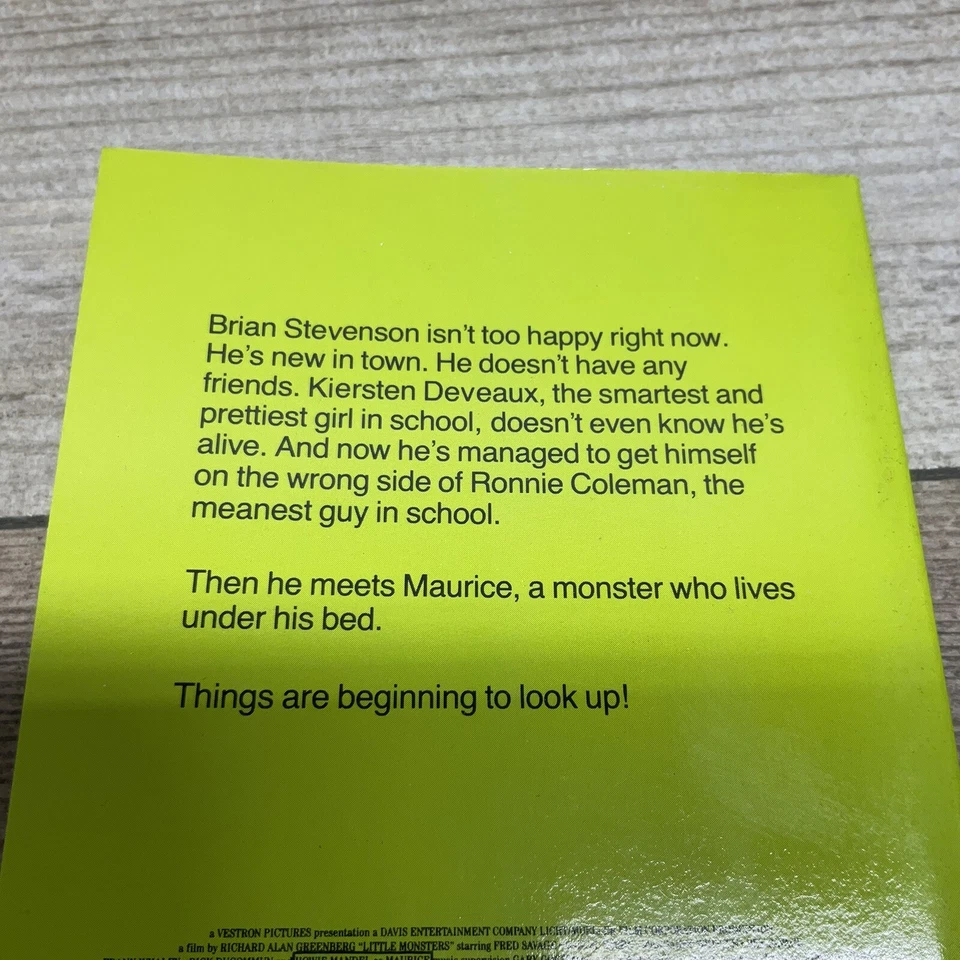 Brian Stevenson isn't too happy right now.
He's new in town. He doesn't have any
friends. Kiersten Deveaux, the smartest and
prettiest girl in school, doesn't even know he's
alive. And now he's managed to get himself
on the wrong side of Ronnie Coleman, the
meanest guy in school.
Then he meets Maurice, a monster who lives
under his bed.
Things are beginning to look up!
a VESTRON PICTURES presentation a DAVIS ENTERTAINMENT COMPANY
a film by RICHARD ALAN GREENBERG "LITTLE MONSTERS" starring FRED SAVAGE
HOWIE MANDEL as MAURICE music supervision GARY